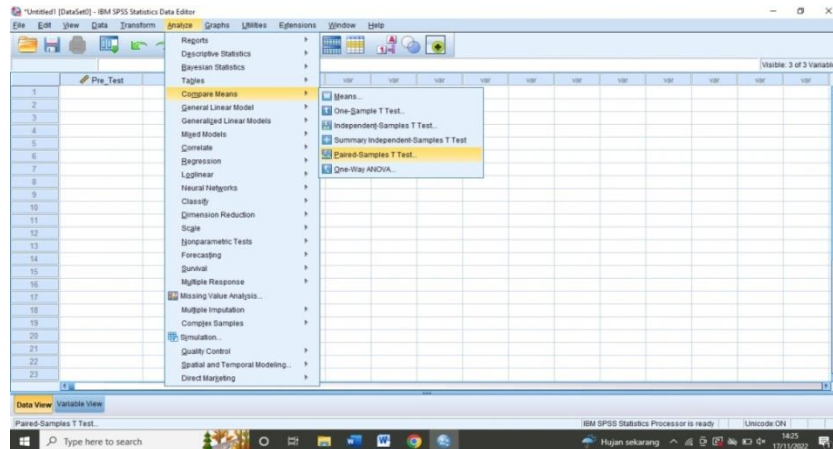 *Untitled1 [DataSet0] - IBM SPSS Statistics Data Editor
File Edit View Data Transform Analyze Graphs Utilities Extensions Window Help
Visible: 3 of 3 Variable
Pre_Test var var var var var var var var var
Reports
Descriptive Statistics
Bayesian Statistics
Tables
Compare Means
General Linear Model
Generalized Linear Models
Mixed Models
Correlate
Regression
Loglinear
Neural Networks
Classify
Dimension Reduction
Scale
Nonparametric Tests
Forecasting
Survival
Multiple Response
Missing Value Analysis...
Multiple Imputation
Complex Samples
Simulation...
Quality Control
Spatial and Temporal Modeling...
Direct Marketing
Means...
One-Sample T Test...
Independent-Samples T Test...
Summary Independent-Samples T Test
Paired-Samples T Test...
One-Way ANOVA...
1
2
3
4
5
6
7
8
9
10
11
12
13
14
15
16
17
18
19
20
21
22
23
Data View Variable View
Paired-Samples T Test... IBM SPSS Statistics Processor is ready Unicode:ON
Type here to search Hujan sekarang 14:25
17/11/2022